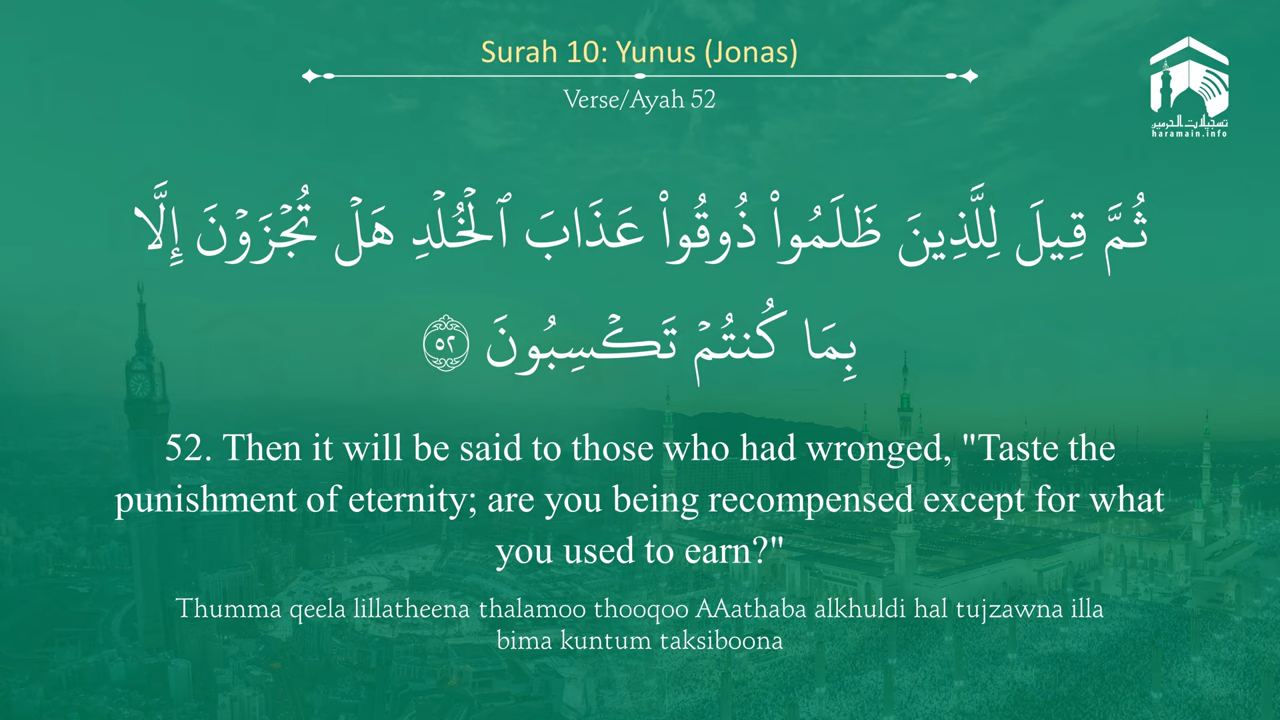 Surah 10: Yunus (Jonas)
Verse/Ayah 52
تسجيلات الحرمين
haramain.info
ثُمَّ قِيلَ لِلَّذِينَ ظَلَمُوا۟ ذُوقُوا۟ عَذَابَ ٱلْخُلْدِ هَلْ تُجْزَوْنَ إِلَّا
بِمَا كُنتُمْ تَكْسِبُونَ ٥٢
52. Then it will be said to those who had wronged, "Taste the
punishment of eternity; are you being recompensed except for what
you used to earn?"
Thumma qeela lillatheena thalamoo thooqoo AAathaba alkhuldi hal tujzawna illa
bima kuntum taksiboona